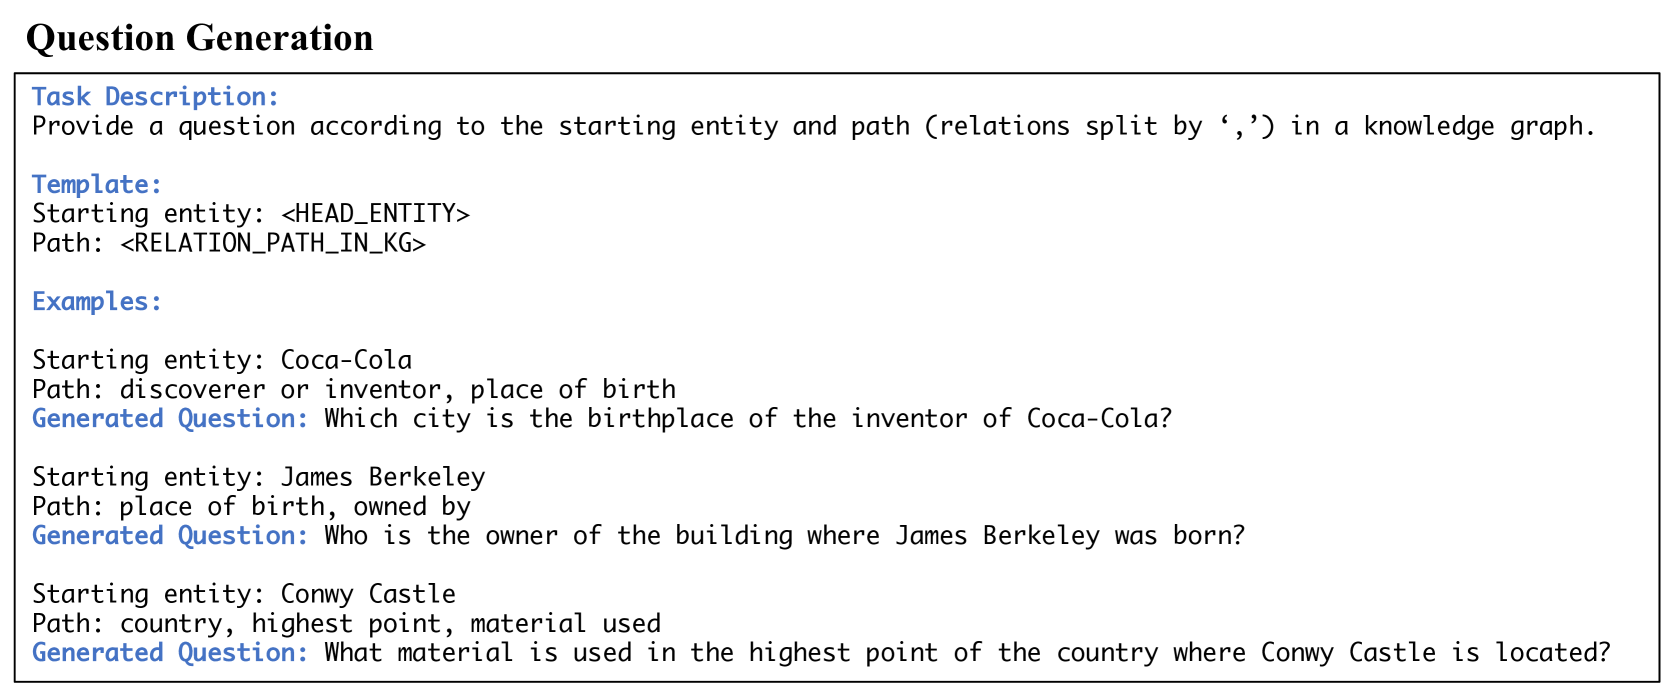 Question Generation
Task Description:
Provide a question according to the starting entity and path (relations split by ‘,’) in a knowledge graph.
Template:
Starting entity: <HEAD_ENTITY>
Path: <RELATION_PATH_IN_KG>
Examples:
Starting entity: Coca-Cola
Path: discoverer or inventor, place of birth
Generated Question: Which city is the birthplace of the inventor of Coca-Cola?
Starting entity: James Berkeley
Path: place of birth, owned by
Generated Question: Who is the owner of the building where James Berkeley was born?
Starting entity: Conwy Castle
Path: country, highest point, material used
Generated Question: What material is used in the highest point of the country where Conwy Castle is located?